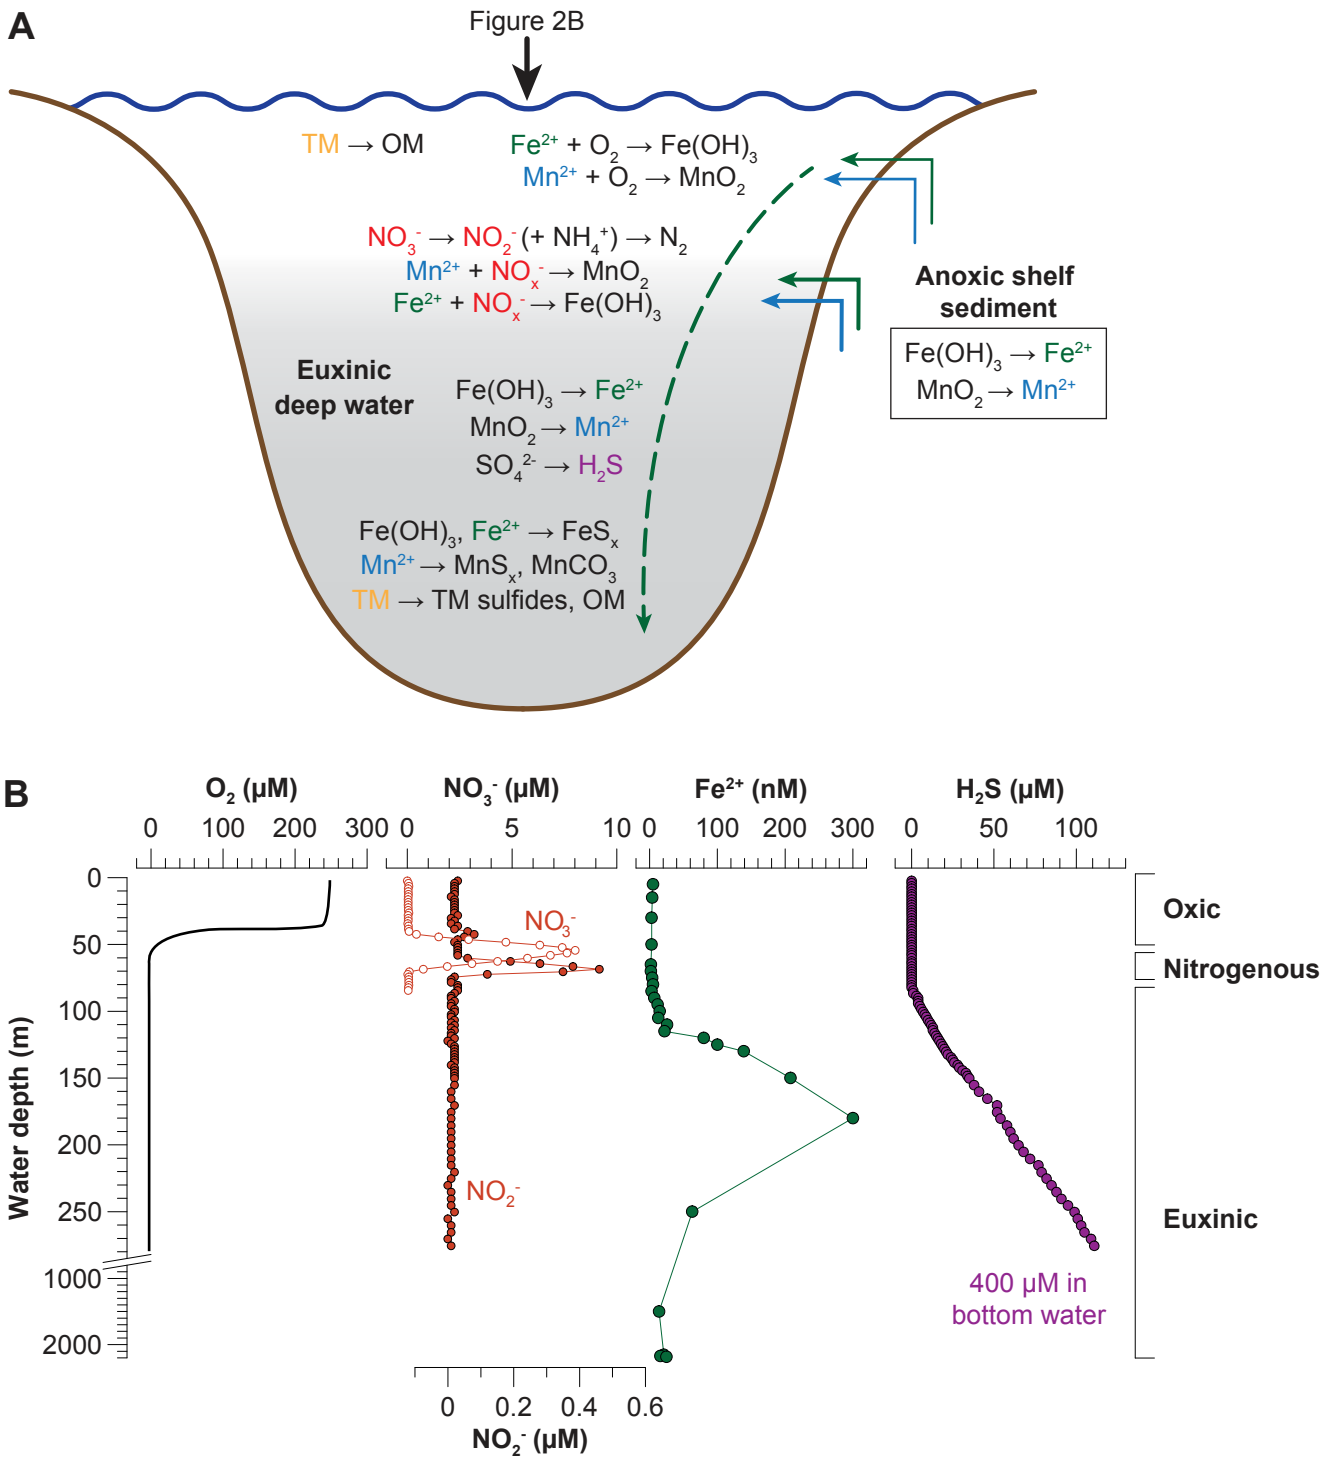 A
Figure 2B
TM → OM
Fe²⁺ + O₂ → Fe(OH)₃
Mn²⁺ + O₂ → MnO₂
NO₃⁻ → NO₂⁻ (+ NH₄⁺) → N₂
Mn²⁺ + NOₓ⁻ → MnO₂
Fe²⁺ + NOₓ⁻ → Fe(OH)₃
Anoxic shelf
sediment
Fe(OH)₃ → Fe²⁺
MnO₂ → Mn²⁺
Euxinic
deep water
Fe(OH)₃ → Fe²⁺
MnO₂ → Mn²⁺
SO₄²⁻ → H₂S
Fe(OH)₃, Fe²⁺ → FeSₓ
Mn²⁺ → MnSₓ, MnCO₃
TM → TM sulfides, OM
B
O₂ (µM)
NO₃⁻ (µM)
Fe²⁺ (nM)
H₂S (µM)
0 100 200 300
0 5 10
0 100 200 300
0 50 100
Water depth (m)
0
50
100
150
200
250
1000
2000
NO₃⁻
NO₂⁻
400 µM in
bottom water
Oxic
Nitrogenous
Euxinic
0 0.2 0.4 0.6
NO₂⁻ (µM)